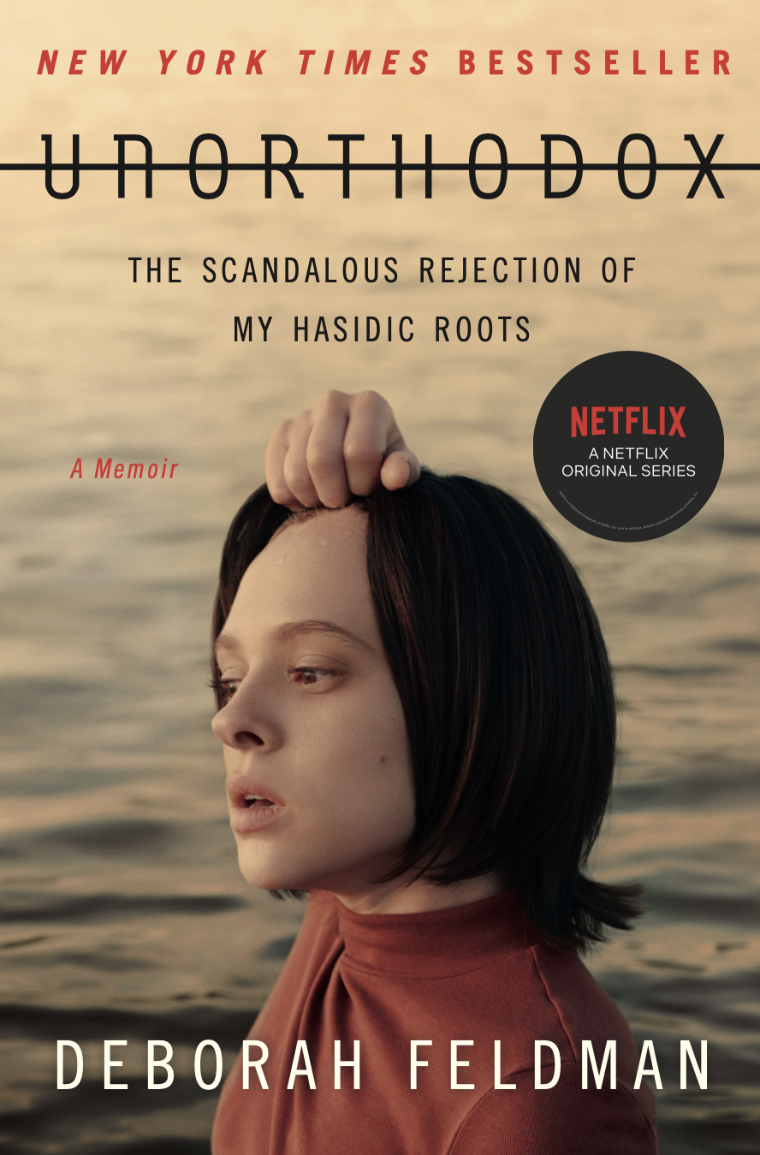 NEW YORK TIMES BESTSELLER
UNORTHODOX
THE SCANDALOUS REJECTION OF
MY HASIDIC ROOTS
NETFLIX
A NETFLIX
ORIGINAL SERIES
A Memoir
DEBORAH FELDMAN